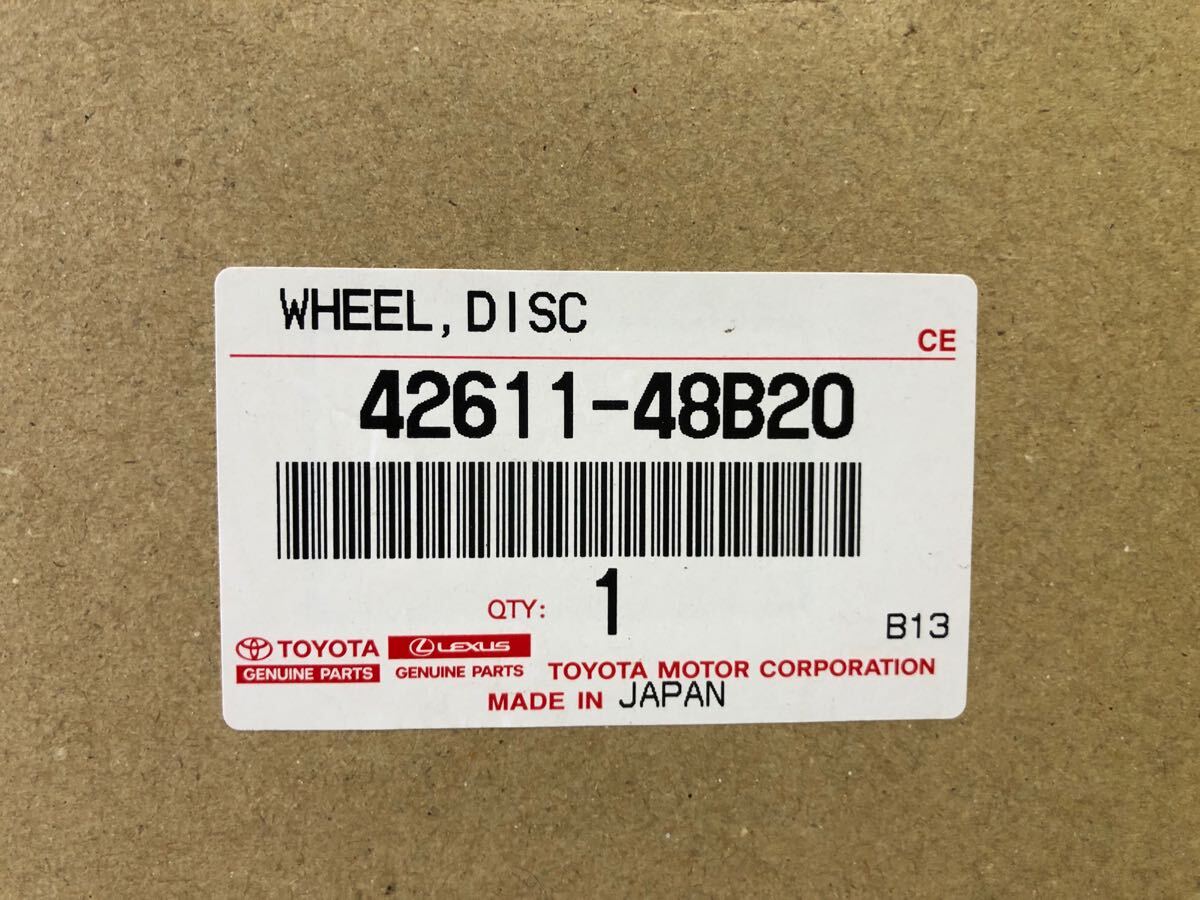 WHEEL, DISC
CE
42611-48B20
QTY: 1
B13
TOYOTA LEXUS
GENUINE PARTS GENUINE PARTS TOYOTA MOTOR CORPORATION
MADE IN JAPAN